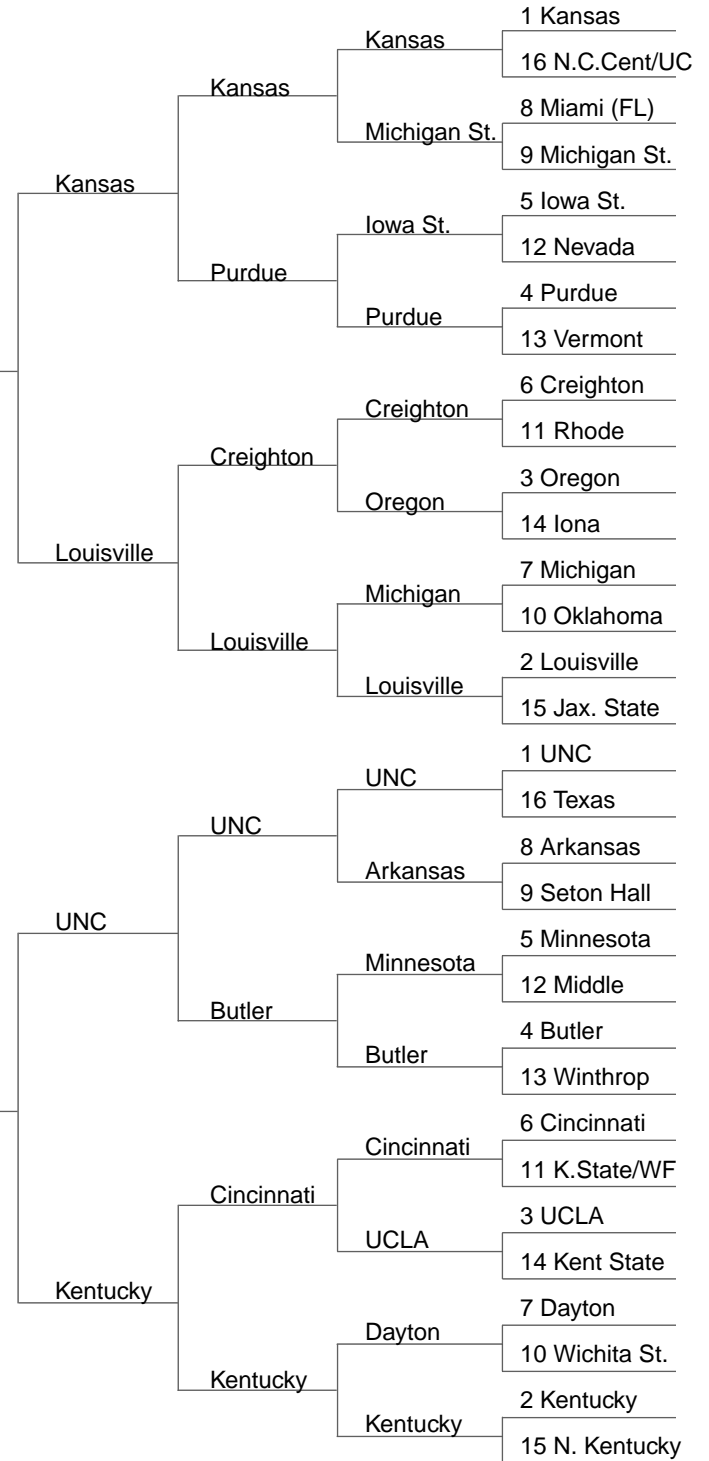 1 Kansas
Kansas
16 N.C.Cent/UC
Kansas
8 Miami (FL)
Michigan St.
9 Michigan St.
Kansas
5 Iowa St.
Iowa St.
12 Nevada
Purdue
4 Purdue
Purdue
13 Vermont
6 Creighton
Creighton
11 Rhode
Creighton
3 Oregon
Oregon
14 Iona
Louisville
7 Michigan
Michigan
10 Oklahoma
Louisville
2 Louisville
Louisville
15 Jax. State
1 UNC
UNC
16 Texas
UNC
8 Arkansas
Arkansas
9 Seton Hall
UNC
5 Minnesota
Minnesota
12 Middle
Butler
4 Butler
Butler
13 Winthrop
6 Cincinnati
Cincinnati
11 K.State/WF
Cincinnati
3 UCLA
UCLA
14 Kent State
Kentucky
7 Dayton
Dayton
10 Wichita St.
Kentucky
2 Kentucky
Kentucky
15 N. Kentucky